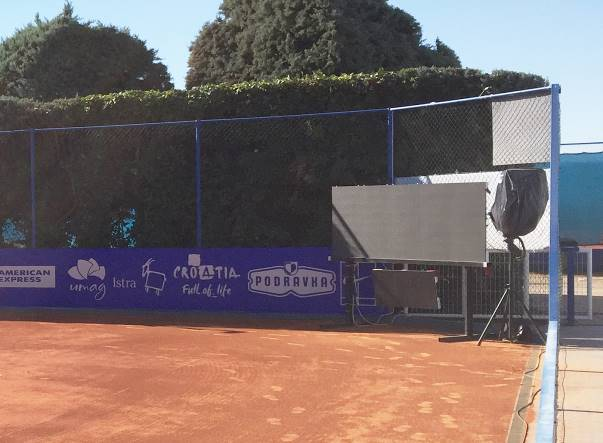 AMERICAN
EXPRESS
umag
Istra
CROATIA
Full of life
PODRAVKA